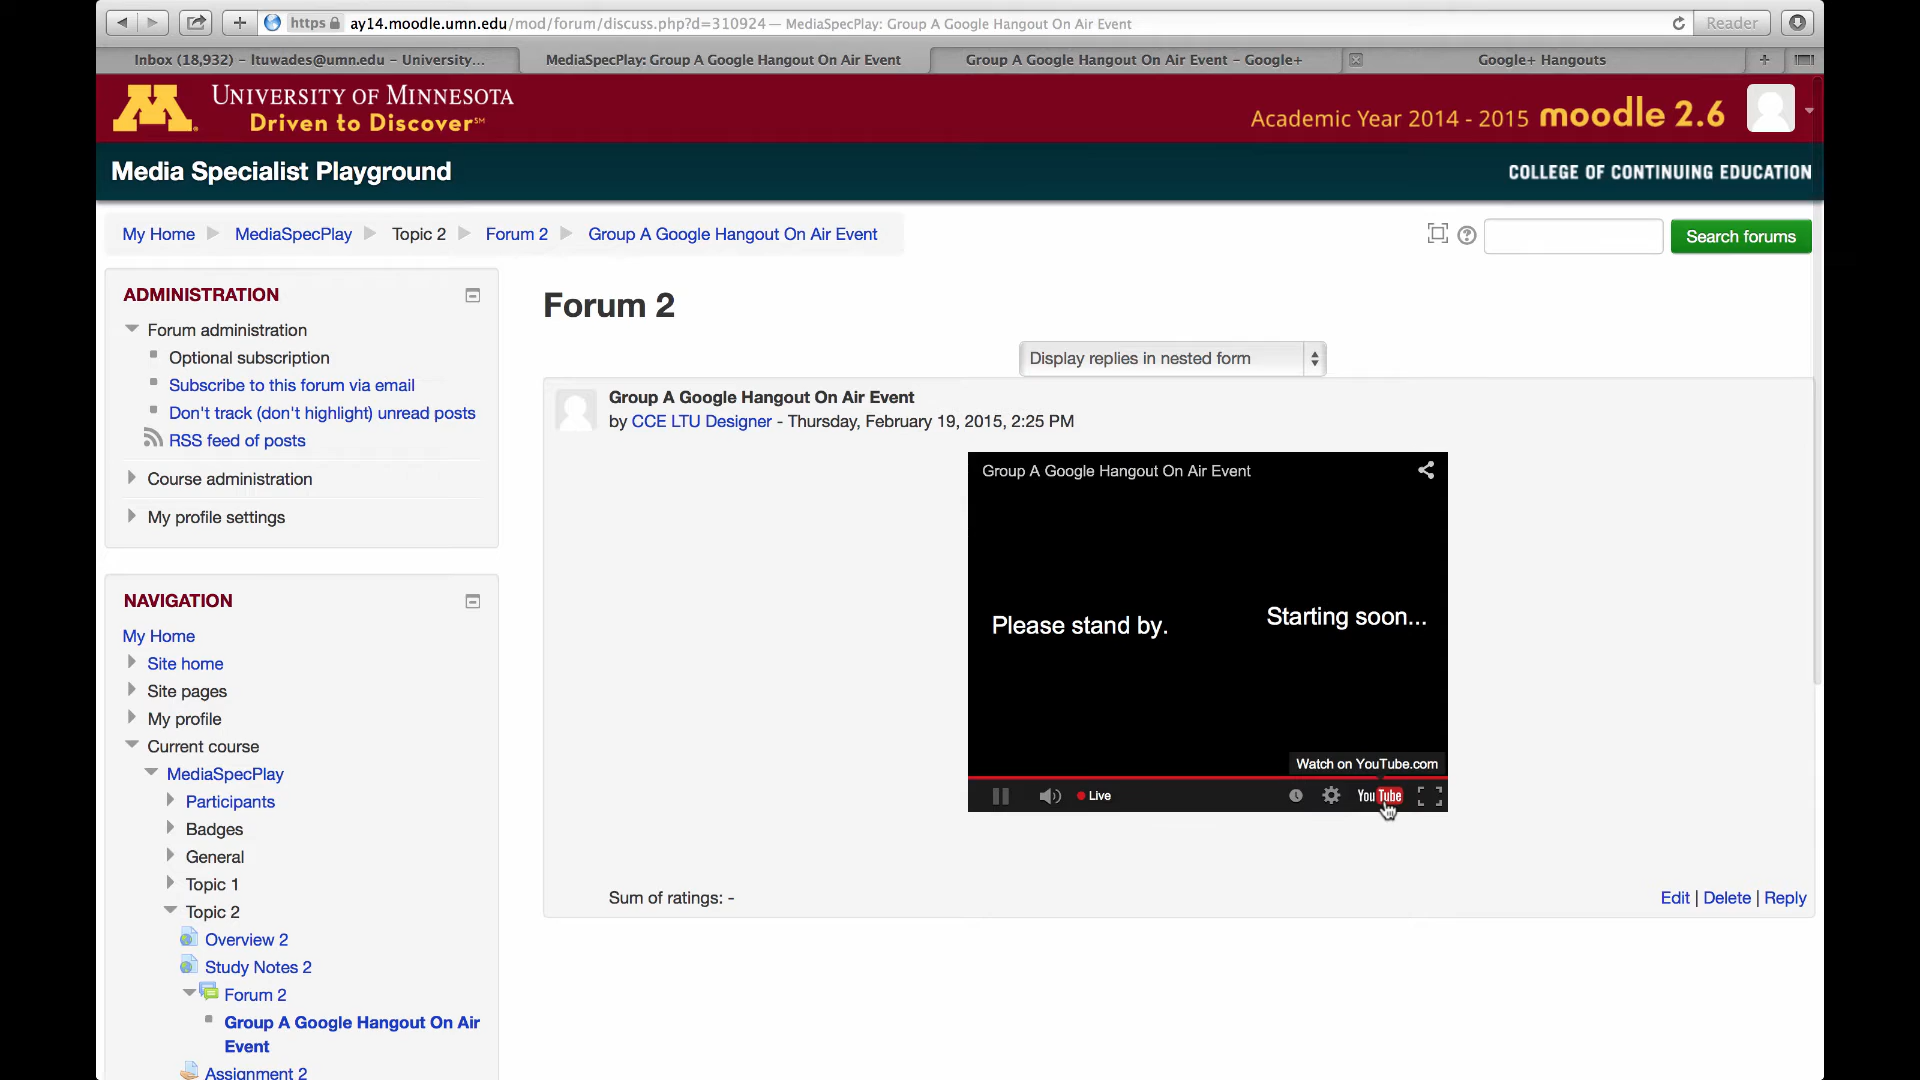 https ay14.moodle.umn.edu/mod/forum/discuss.php?d=310924 — MediaSpecPlay: Group A Google Hangout On Air Event
Reader
Inbox (18,932) – ltuwades@umn.edu – University...
MediaSpecPlay: Group A Google Hangout On Air Event
Group A Google Hangout On Air Event – Google+
Google+ Hangouts
UNIVERSITY OF MINNESOTA
Driven to Discover℠
Academic Year 2014 - 2015 moodle 2.6
Media Specialist Playground
COLLEGE OF CONTINUING EDUCATION
My Home
MediaSpecPlay
Topic 2
Forum 2
Group A Google Hangout On Air Event
Search forums
ADMINISTRATION
Forum administration
Optional subscription
Subscribe to this forum via email
Don't track (don't highlight) unread posts
RSS feed of posts
Course administration
My profile settings
NAVIGATION
My Home
Site home
Site pages
My profile
Current course
MediaSpecPlay
Participants
Badges
General
Topic 1
Topic 2
Overview 2
Study Notes 2
Forum 2
Group A Google Hangout On Air
Event
Assignment 2
Forum 2
Display replies in nested form
Group A Google Hangout On Air Event
by CCE LTU Designer - Thursday, February 19, 2015, 2:25 PM
Group A Google Hangout On Air Event
Please stand by.
Starting soon...
Watch on YouTube.com
Live
YouTube
Sum of ratings: -
Edit | Delete | Reply